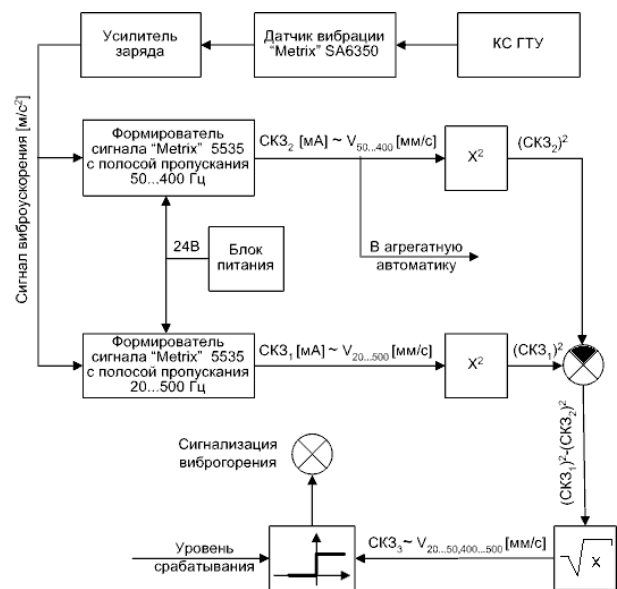 Усилитель
заряда
Датчик вибрации
“Metrix” SA6350
КС ГТУ
Сигнал виброускорения [м/с²]
Формирователь
сигнала “Metrix” 5535
с полосой пропускания
50...400 Гц
СКЗ₂ [мА] ~ V₅₀...₄₀₀ [мм/с]
X²
(СКЗ₂)²
В агрегатную
автоматику
24В
Блок
питания
Формирователь
сигнала “Metrix” 5535
с полосой пропускания
20...500 Гц
СКЗ₁ [мА] ~ V₂₀...₅₀₀ [мм/с]
X²
(СКЗ₁)²
(СКЗ₁)²-(СКЗ₂)²
Сигнализация
виброгорения
Уровень
срабатывания
СКЗ₃~ V₂₀...₅₀,₄₀₀...₅₀₀ [мм/с]
√x